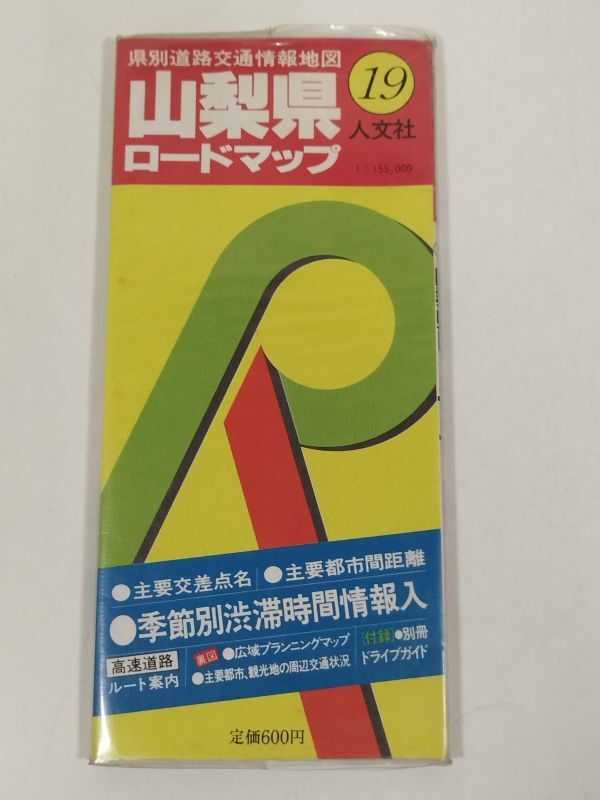 県別道路交通情報地図
山梨県
19
ロードマップ
人文社
1:155,000
●主要交差点名 ●主要都市間距離
●季節別渋滞時間情報入
高速道路
ルート案内
裏図 ●広域プランニングマップ
●主要都市、観光地の周辺交通状況
〔付録〕●別冊
ドライブガイド
定価600円